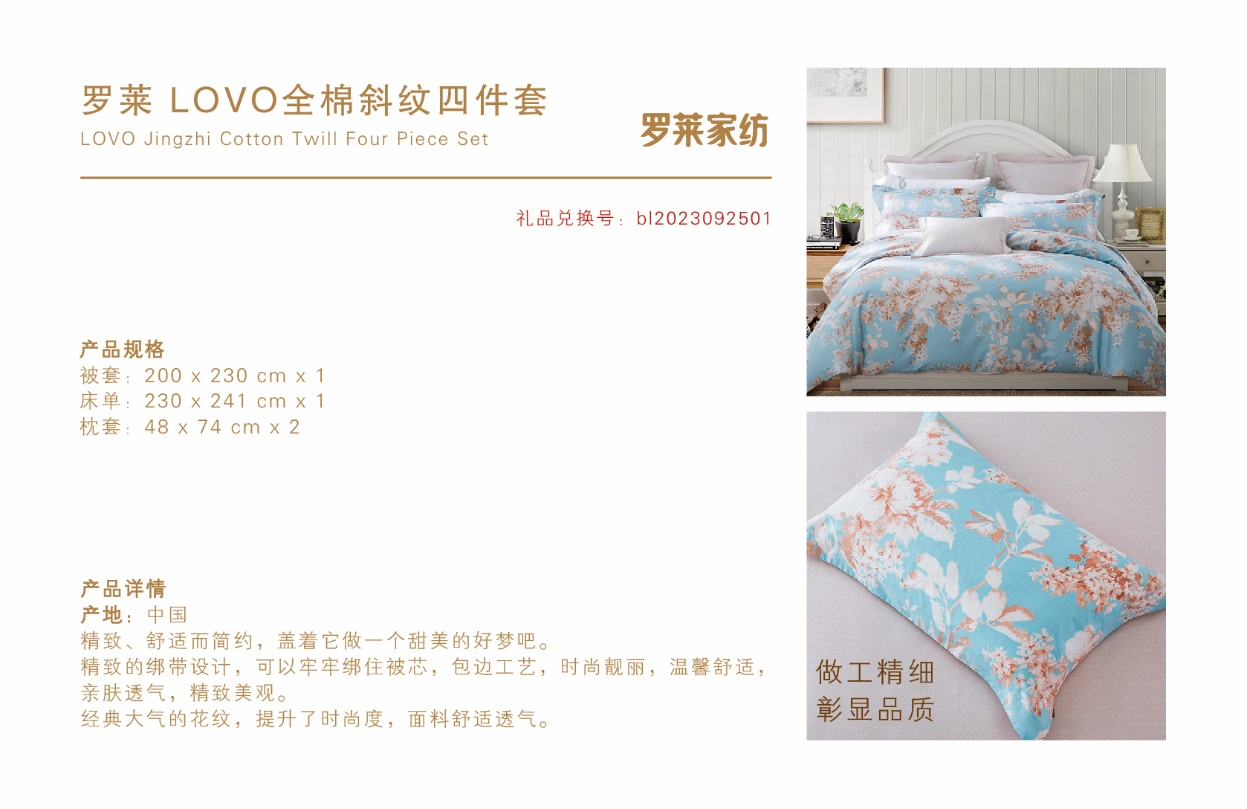 罗莱 LOVO全棉斜纹四件套
LOVO Jingzhi Cotton Twill Four Piece Set
罗莱家纺
礼品兑换号：bl2023092501
产品规格
被套：200 x 230 cm x 1
床单：230 x 241 cm x 1
枕套：48 x 74 cm x 2
产品详情
产地：中国
精致、舒适而简约，盖着它做一个甜美的好梦吧。
精致的绑带设计，可以牢牢绑住被芯，包边工艺，时尚靓丽，温馨舒适，
亲肤透气，精致美观。
经典大气的花纹，提升了时尚度，面料舒适透气。
做工精细
彰显品质